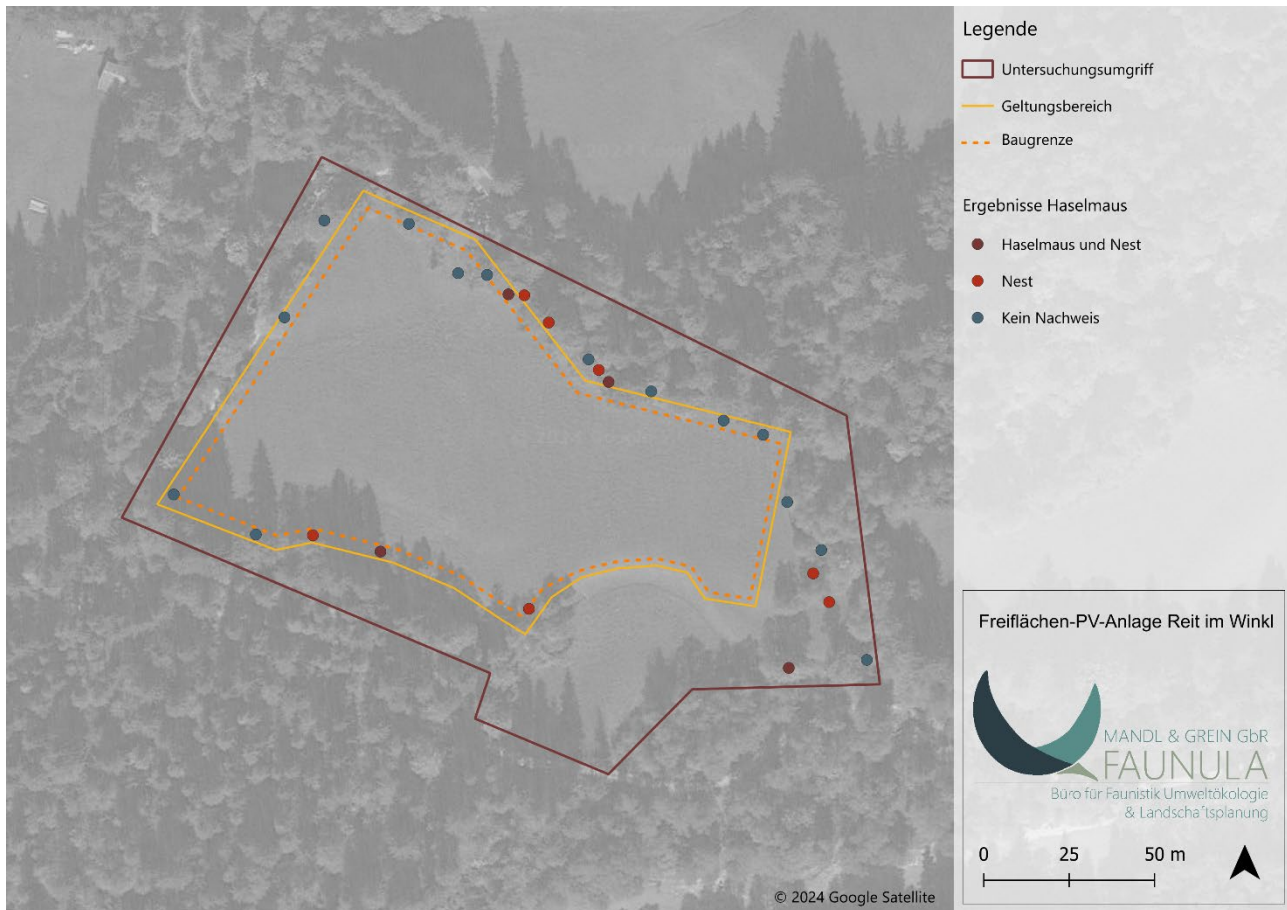 Legende
Untersuchungsumgriff
Geltungsbereich
Baugrenze
Ergebnisse Haselmaus
Haselmaus und Nest
Nest
Kein Nachweis
Freiflächen-PV-Anlage Reit im Winkl
MANDL & GREIN GbR
FAUNULA
Büro für Faunistik Umweltökologie
& Landschaftsplanung
0 25 50 m
© 2024 Google Satellite